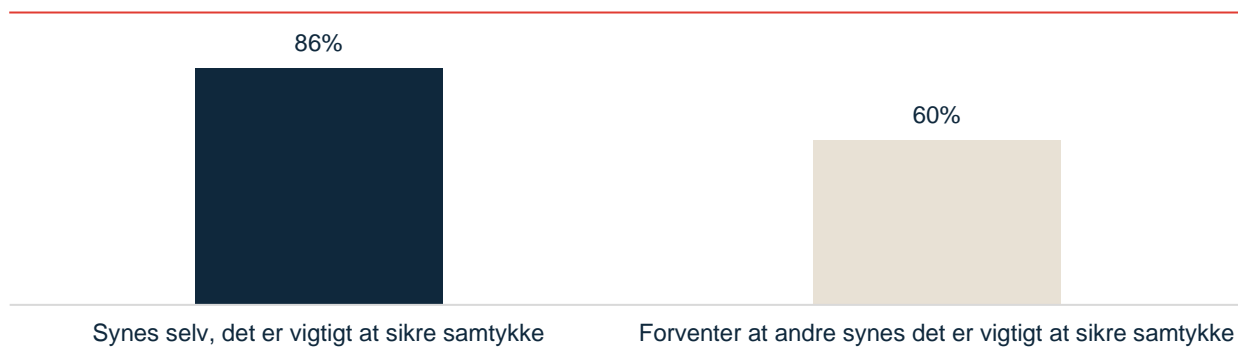 86%
60%
Synes selv, det er vigtigt at sikre samtykke
Forventer at andre synes det er vigtigt at sikre samtykke